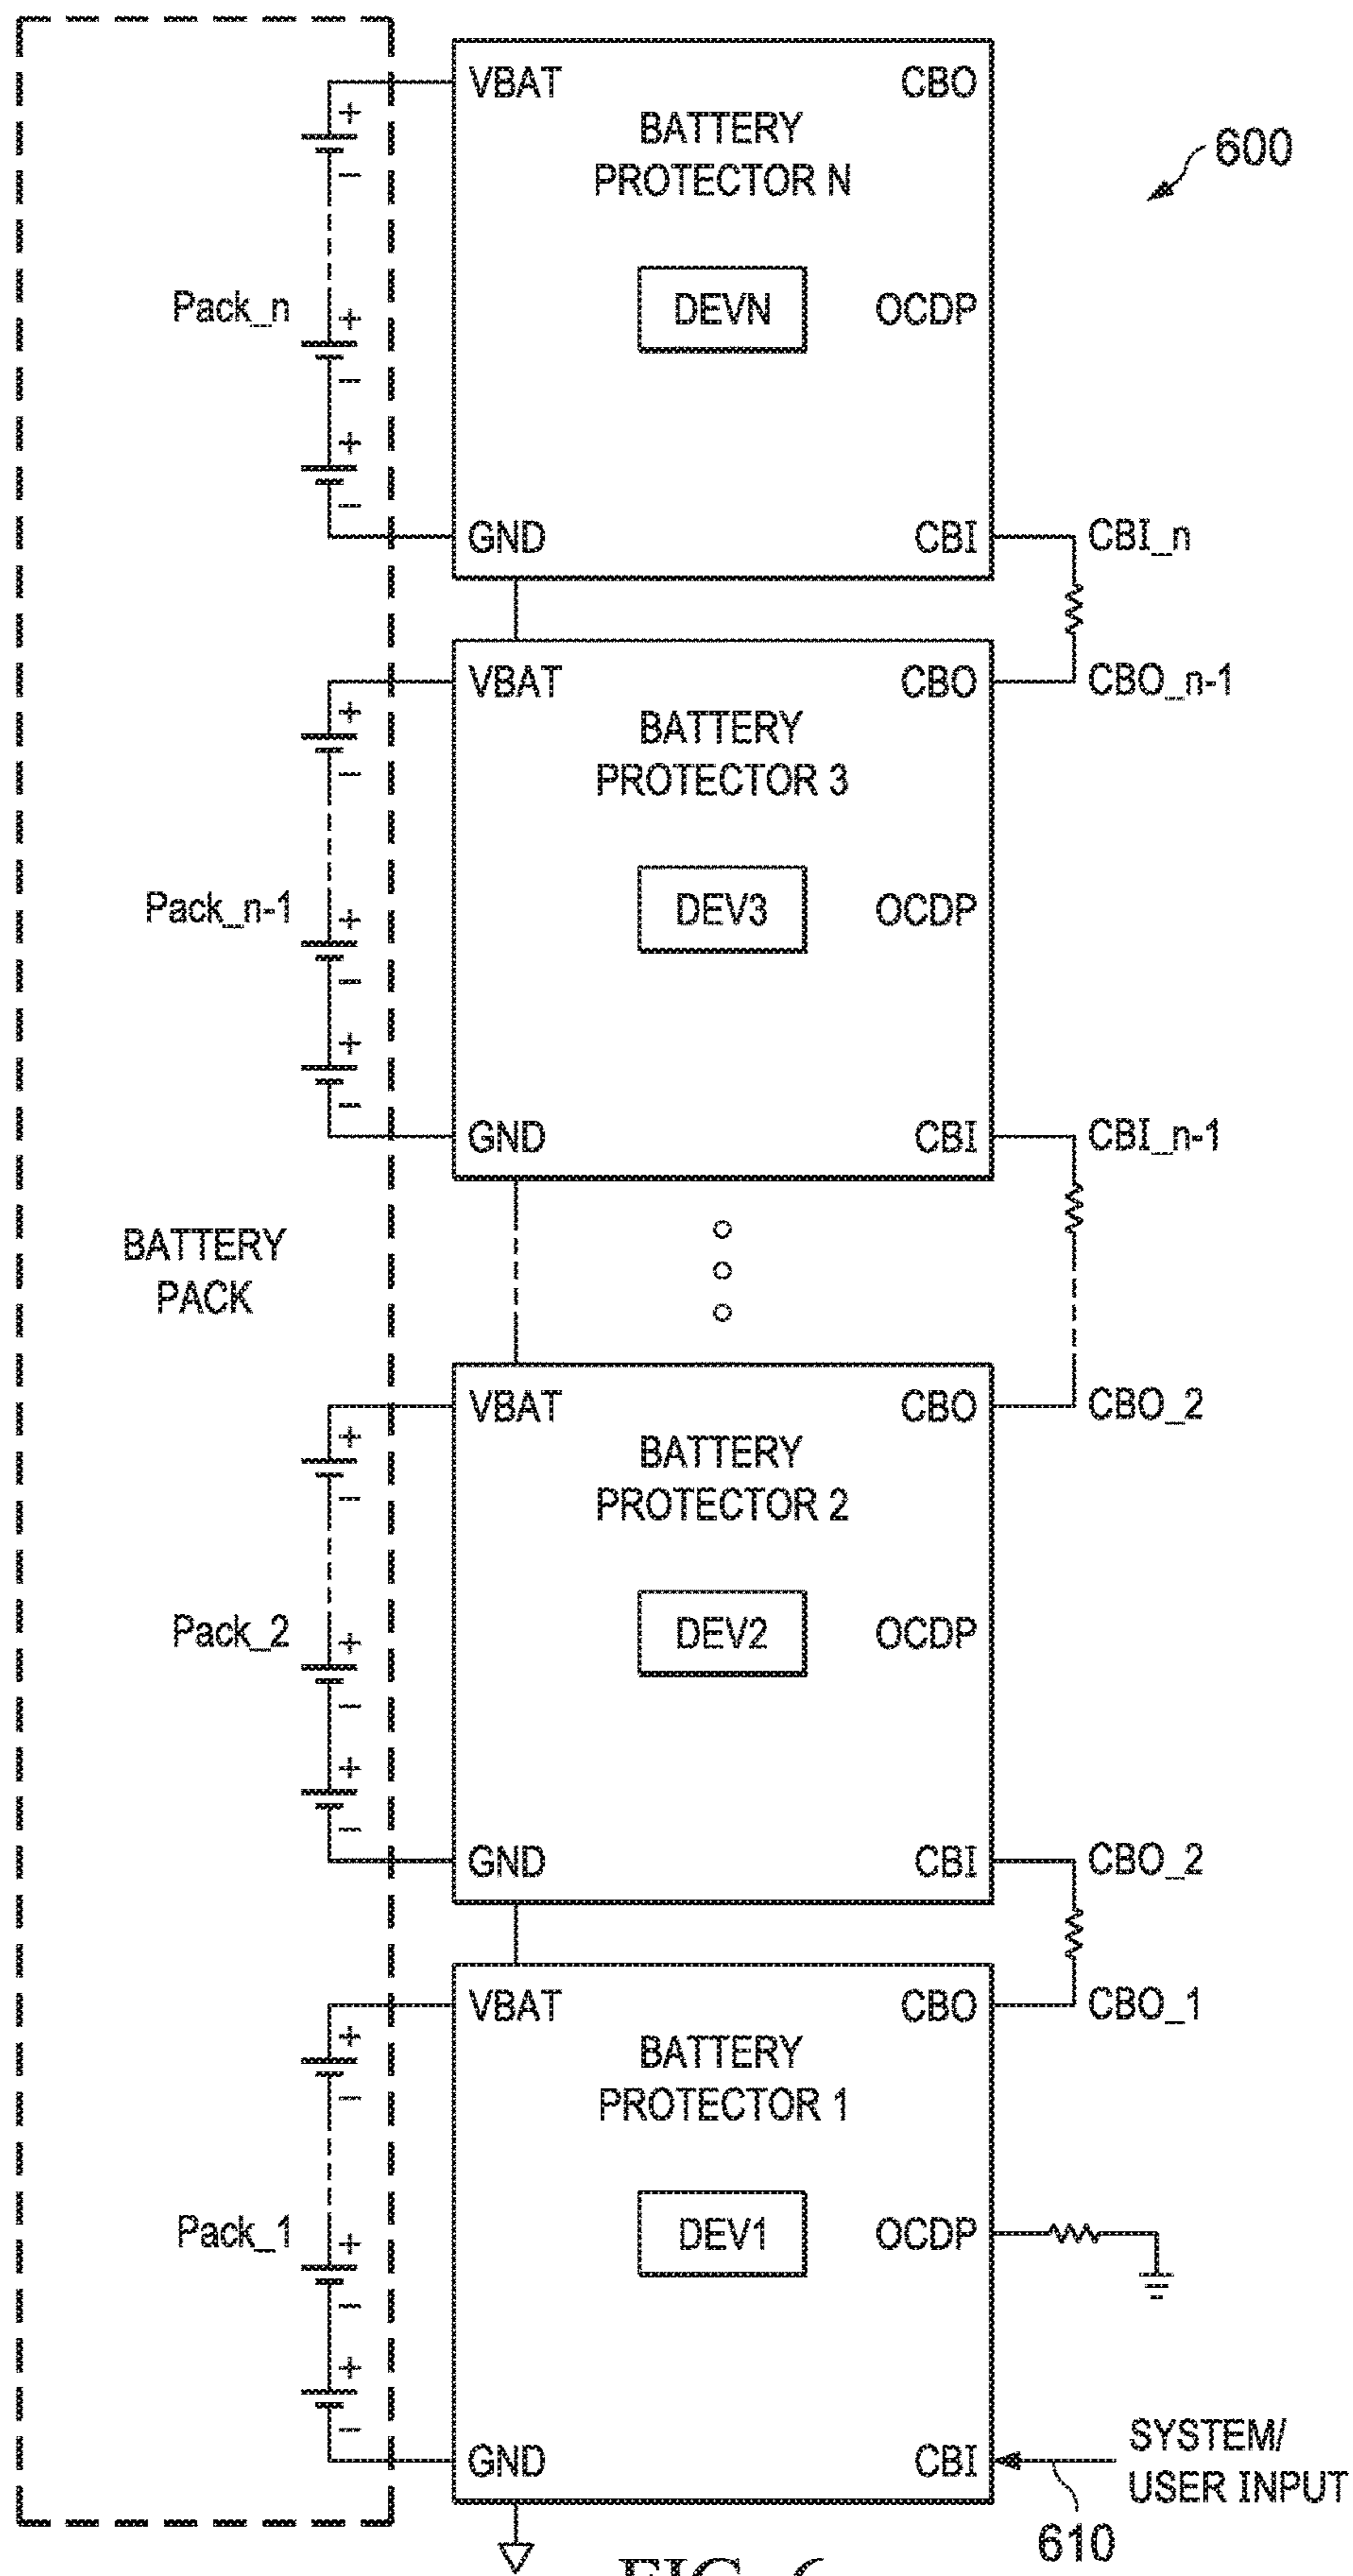 VBAT
CBO
BATTERY
PROTECTOR N
600
Pack_n
+
−
+
−
+
−
DEVN
OCDP
GND
CBI
CBI_n
VBAT
CBO
CBO_n-1
BATTERY
PROTECTOR 3
Pack_n-1
+
−
+
−
+
−
DEV3
OCDP
GND
CBI
CBI_n-1
BATTERY
PACK
VBAT
CBO
CBO_2
BATTERY
PROTECTOR 2
Pack_2
+
−
+
−
+
−
DEV2
OCDP
GND
CBI
CBO_2
VBAT
CBO
CBO_1
BATTERY
PROTECTOR 1
Pack_1
+
−
+
−
+
−
DEV1
OCDP
GND
CBI
SYSTEM/
USER INPUT
610
FIG. 6